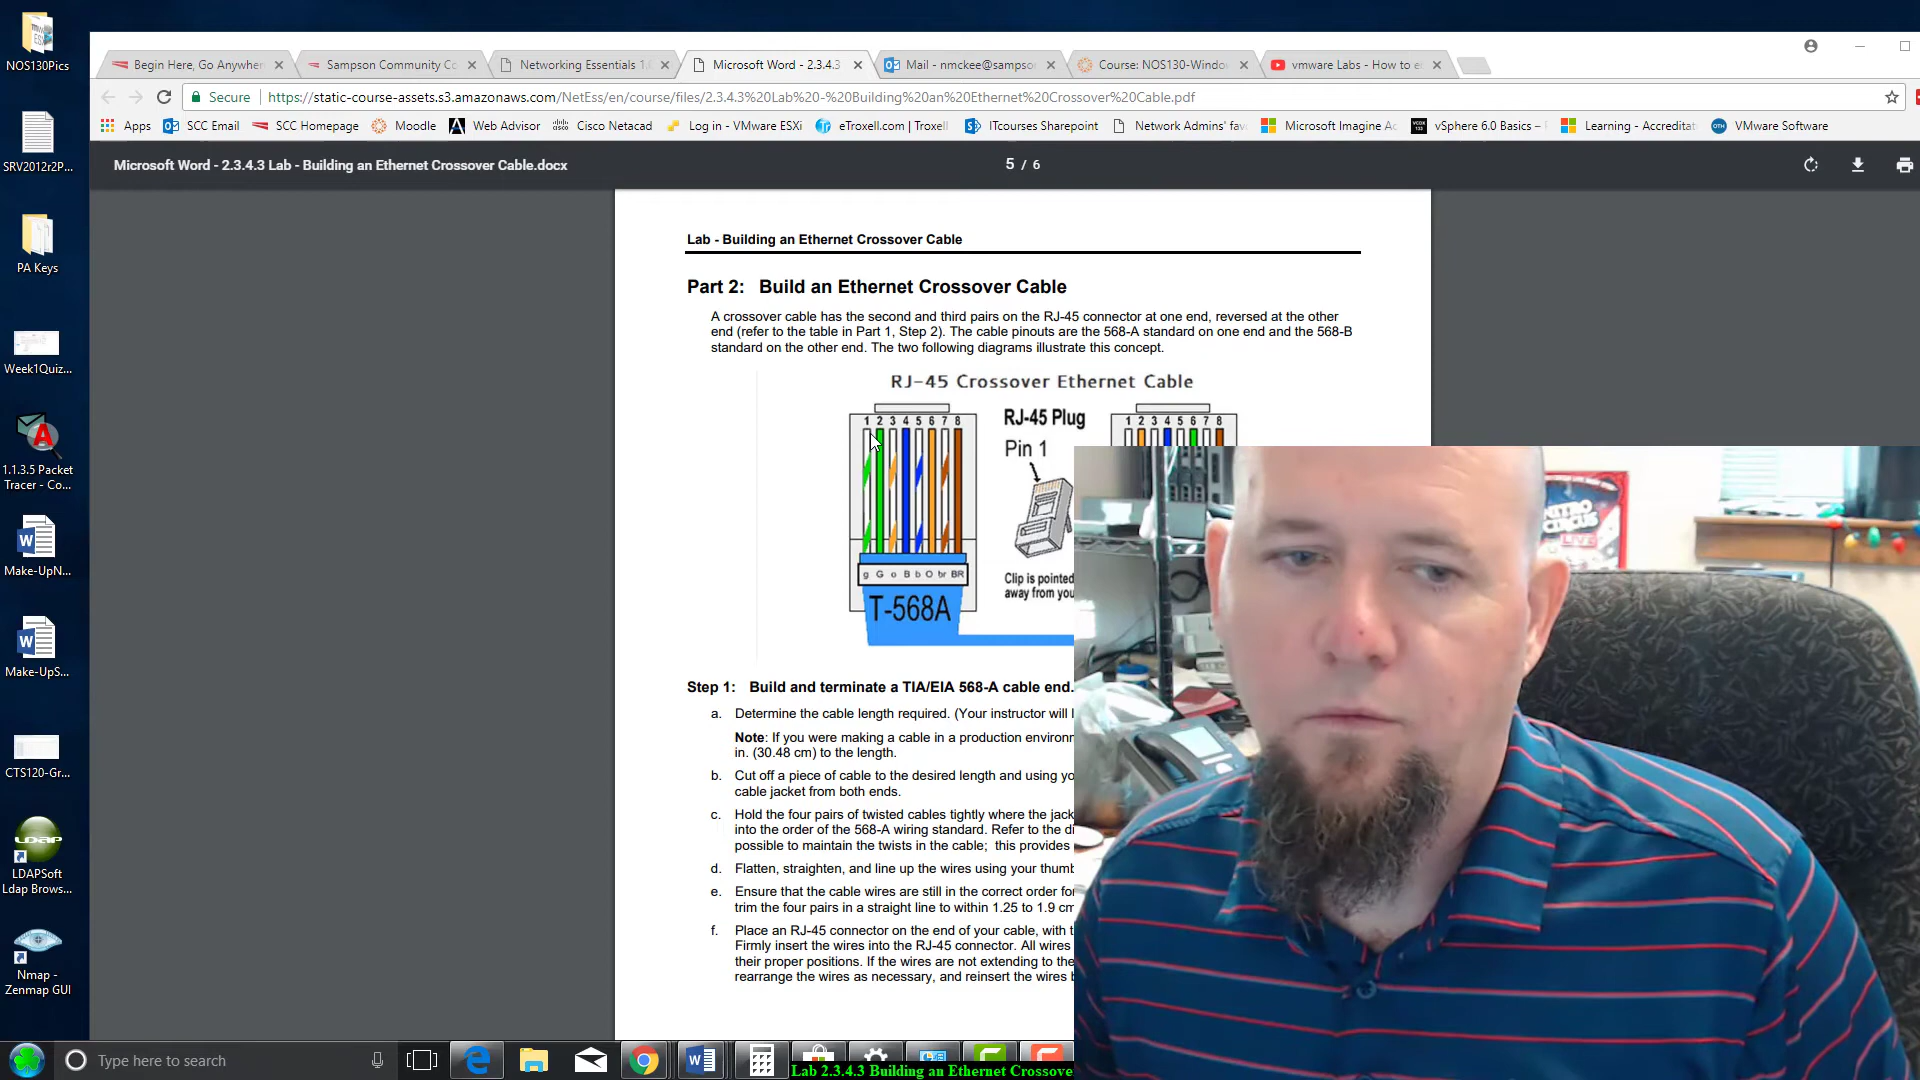 NOS130Pics
SRV2012r2P...
PA Keys
Week1Quiz...
1.1.3.5 Packet
Tracer - Co...
Make-UpN...
Make-UpS...
CTS120-Gr...
LDAPSoft
Ldap Brows...
Nmap -
Zenmap GUI
Begin Here, Go Anywher
Sampson Community Co
Networking Essentials 1.
Microsoft Word - 2.3.4.3
Mail - nmckee@sampso
Course: NOS130-Windo
vmware Labs - How to e
Secure
https://static-course-assets.s3.amazonaws.com/NetEss/en/course/files/2.3.4.3%20Lab%20-%20Building%20an%20Ethernet%20Crossover%20Cable.pdf
Apps
SCC Email
SCC Homepage
Moodle
Web Advisor
Cisco Netacad
Log in - VMware ESXi
eTroxell.com | Troxell
ITcourses Sharepoint
Network Admins' fav
Microsoft Imagine Ac
vSphere 6.0 Basics –
Learning - Accreditat
VMware Software
Microsoft Word - 2.3.4.3 Lab - Building an Ethernet Crossover Cable.docx
5 / 6
Lab - Building an Ethernet Crossover Cable
Part 2: Build an Ethernet Crossover Cable
A crossover cable has the second and third pairs on the RJ-45 connector at one end, reversed at the other
end (refer to the table in Part 1, Step 2). The cable pinouts are the 568-A standard on one end and the 568-B
standard on the other end. The two following diagrams illustrate this concept.
RJ-45 Crossover Ethernet Cable
1 2 3 4 5 6 7 8
RJ-45 Plug
Pin 1
1 2 3 4 5 6 7 8
g G o B b O br BR
T-568A
Clip is pointed
away from you
Step 1: Build and terminate a TIA/EIA 568-A cable end.
a. Determine the cable length required. (Your instructor will l
Note: If you were making a cable in a production environm
in. (30.48 cm) to the length.
b. Cut off a piece of cable to the desired length and using yo
cable jacket from both ends.
c. Hold the four pairs of twisted cables tightly where the jack
into the order of the 568-A wiring standard. Refer to the di
possible to maintain the twists in the cable; this provides
d. Flatten, straighten, and line up the wires using your thumb
e. Ensure that the cable wires are still in the correct order for
trim the four pairs in a straight line to within 1.25 to 1.9 cm
f. Place an RJ-45 connector on the end of your cable, with t
Firmly insert the wires into the RJ-45 connector. All wires
their proper positions. If the wires are not extending to the
rearrange the wires as necessary, and reinsert the wires b
NITRO
CIRCUS
LIVE
Type here to search
Lab 2.3.4.3 Building an Ethernet Crossove